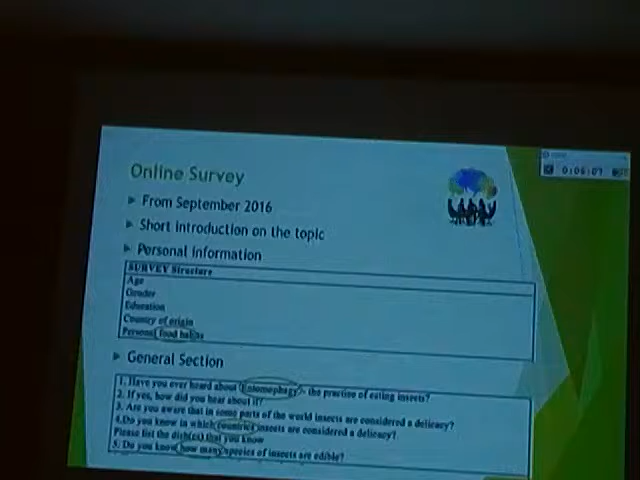 Online Survey
0:06:07
From September 2016
Short introduction on the topic
Personal information
SURVEY Structure
Age
Gender
Education
Country of origin
Personal food habits
General Section
1. Have you ever heard about Entomophagy - the practise of eating insects?
2. If yes, how did you hear about it?
3. Are you aware that in some parts of the world insects are considered a delicacy?
4.Do you know in which countries insects are considered a delicacy?
Please list the dish(es) that you know
5. Do you know how many species of insects are edible?